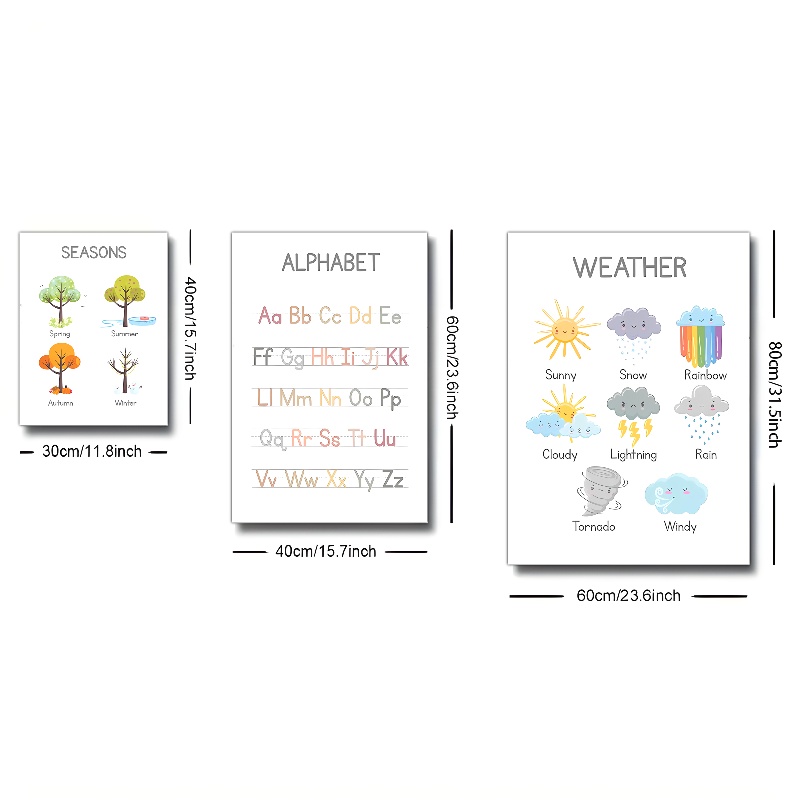 SEASONS
Spring
Summer
Autumn
Winter
40cm/15.7inch
30cm/11.8inch
ALPHABET
Aa Bb Cc Dd Ee
Ff Gg Hh Ii Jj Kk
Ll Mm Nn Oo Pp
Qq Rr Ss Tt Uu
Vv Ww Xx Yy Zz
60cm/23.6inch
40cm/15.7inch
WEATHER
Sunny
Snow
Rainbow
Cloudy
Lightning
Rain
Tornado
Windy
80cm/31.5inch
60cm/23.6inch